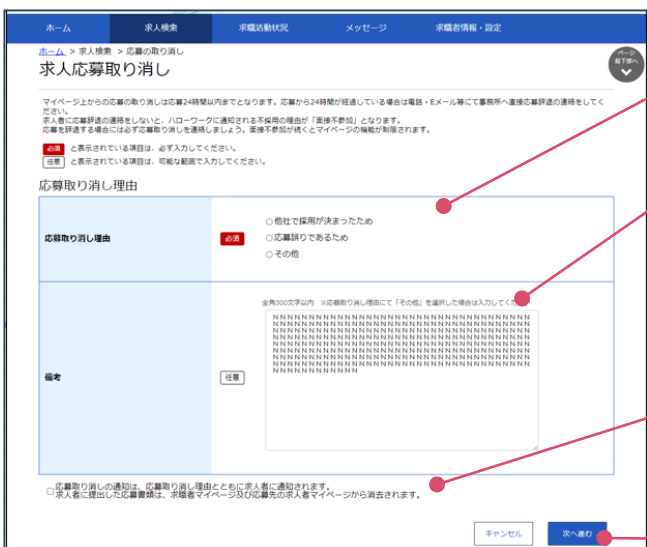 ホーム 求人検索 求職活動状況 メッセージ 求職者情報・設定
ホーム > 求人検索 > 応募の取り消し
ページ
最下部へ
求人応募取り消し
マイページ上からの応募の取り消しは応募24時間以内までとなります。応募から24時間が経過している場合は電話・Eメール等にて事務所へ直接応募辞退の連絡をしてく
ださい。
求人者に応募辞退の連絡をしないと、ハローワークに通知される不採用の理由が「面接不参加」となります。
応募を辞退する場合には必ず応募取り消しを連絡しましょう。面接不参加が続くとマイページの機能が制限されます。
必須 と表示されている項目は、必ず入力してください。
任意 と表示されている項目は、可能な範囲で入力してください。
応募取り消し理由
応募取り消し理由 必須
他社で採用が決まったため
応募誤りであるため
その他
全角300文字以内 ※応募取り消し理由にて「その他」を選択した場合は入力してくだ
NNNNNNNNNNNNNNNNNNNNNNNNNNNNNNNNNNNN
NNNNNNNNNNNNNNNNNNNNNNNNNNNNNNNNNNNN
NNNNNNNNNNNNNNNNNNNNNNNNNNNNNNNNNNNN
NNNNNNNNNNNNNNNNNNNNNNNNNNNNNNNNNNNN
NNNNNNNNNNNNNNNNNNNNNNNNNNNNNNNNNNNN
NNNNNNNNNNNNNNNNNNNNNNNNNNNNNNNNNNNN
NNNNNNNNNNNNNNNNNNNNNNNNNNNNNNNNNNNN
NNNNNNNNNNNNNNNNNNNNNNNNNNNNNNNNNNNN
NNNNNNNNNNNN
備考 任意
応募取り消しの通知は、応募取り消し理由とともに求人者に通知されます。
求人者に提出した応募書類は、求職者マイページ及び応募先の求人者マイページから消去されます。
キャンセル 次へ進む